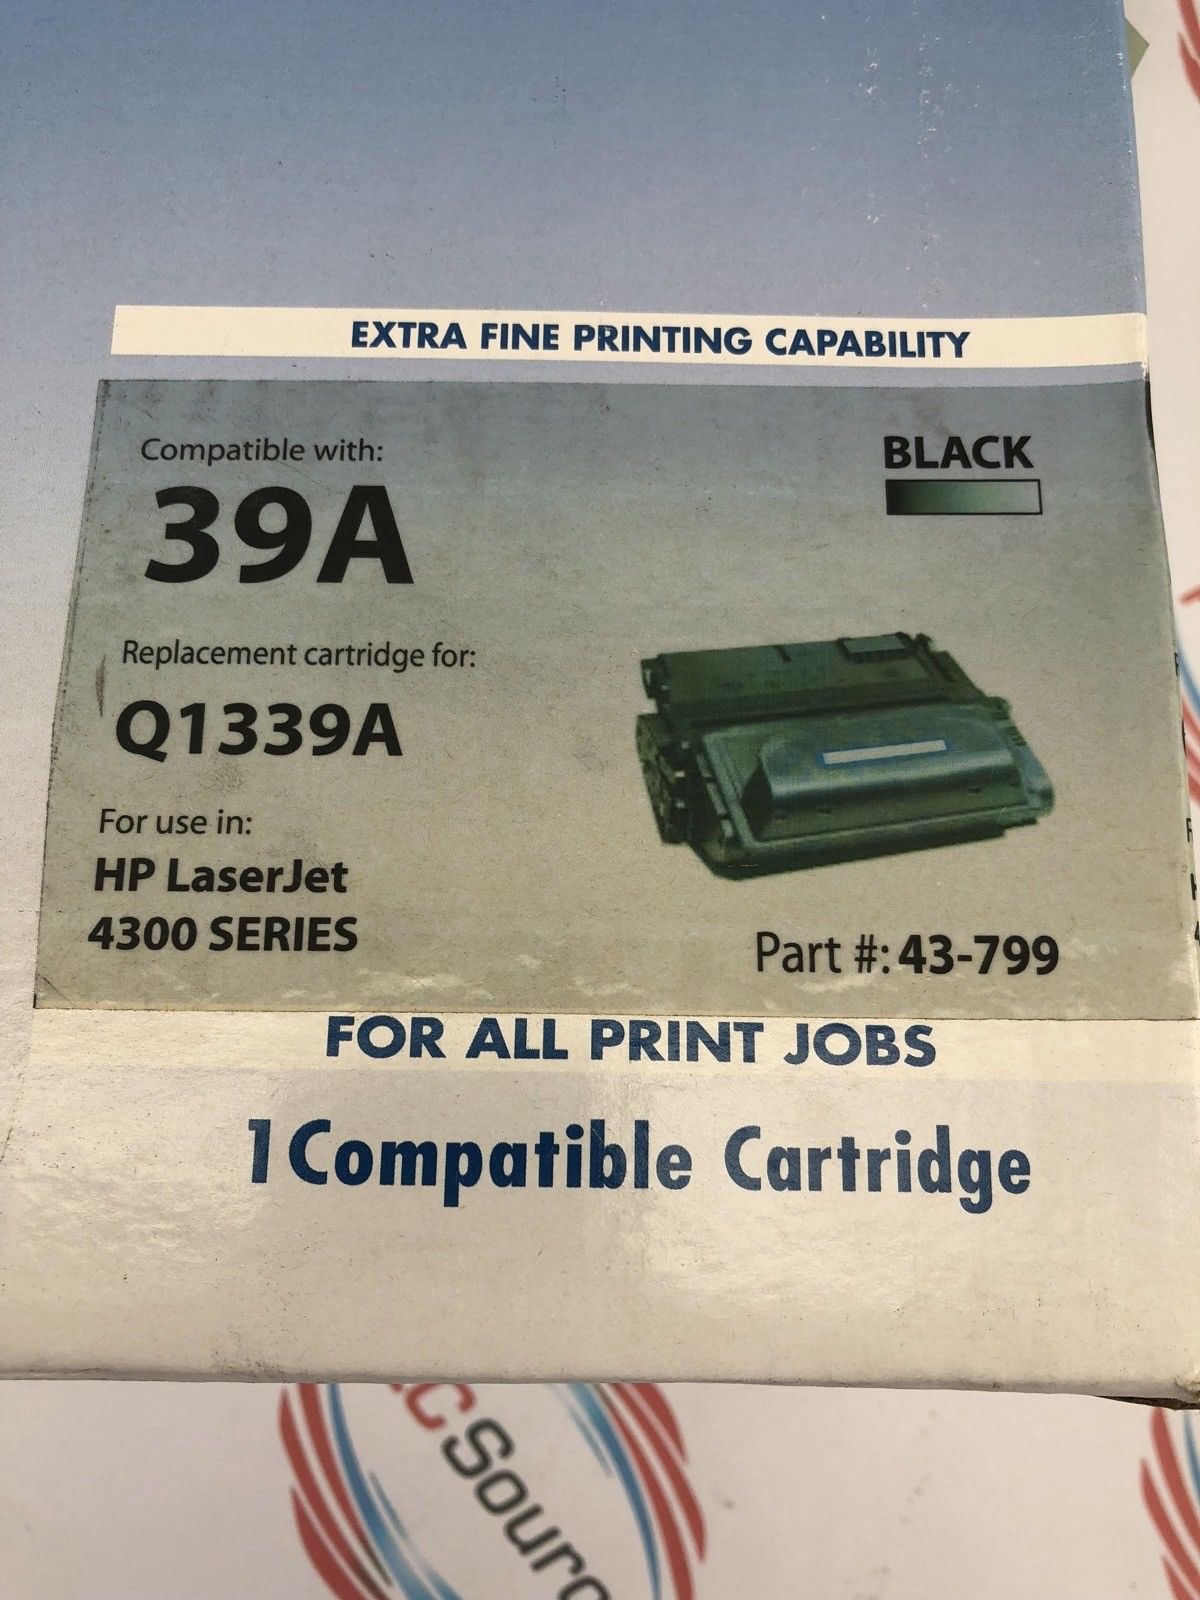 EXTRA FINE PRINTING CAPABILITY
Compatible with:
39A
BLACK
Replacement cartridge for:
Q1339A
For use in:
HP LaserJet
4300 SERIES
Part #: 43-799
FOR ALL PRINT JOBS
1 Compatible Cartridge